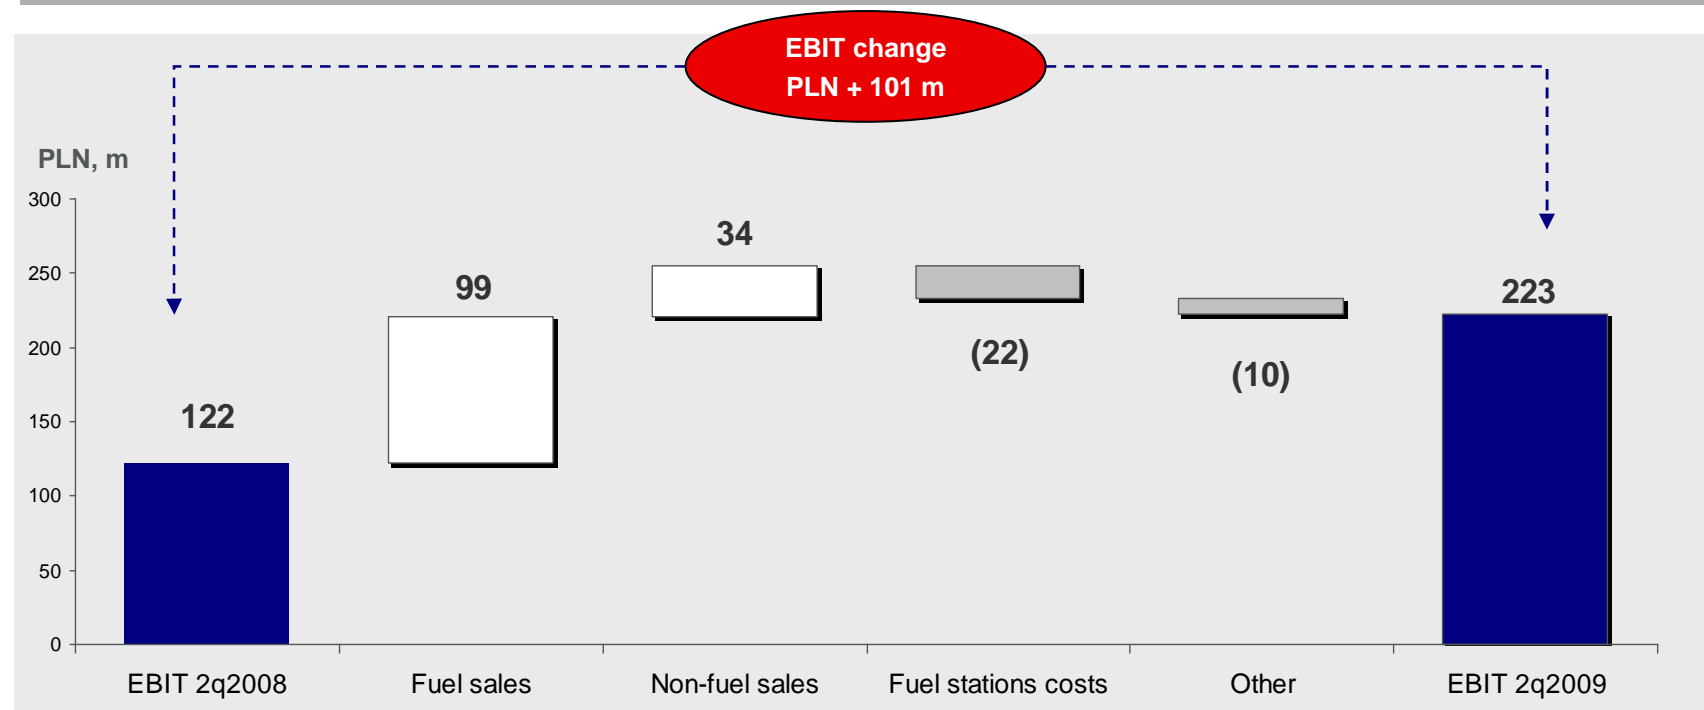 EBIT change
PLN + 101 m
PLN, m
300
250
200
150
100
50
0
122
99
34
(22)
(10)
223
EBIT 2q2008
Fuel sales
Non-fuel sales
Fuel stations costs
Other
EBIT 2q2009